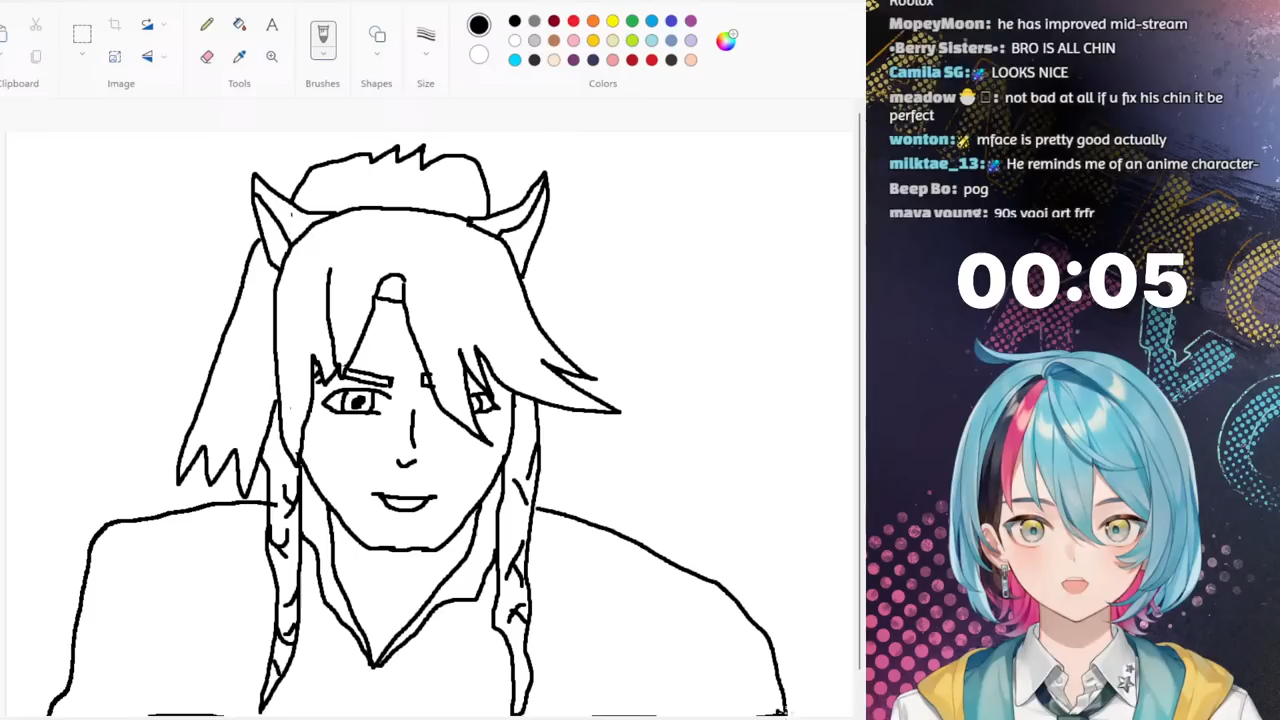 Clipboard
Image
Tools
Brushes
Shapes
Size
Colors
Roblox
MopeyMoon: he has improved mid-stream
•Berry Sisters•: BRO IS ALL CHIN
Camila SG: LOOKS NICE
meadow: not bad at all if u fix his chin it be
perfect
wonton: mface is pretty good actually
milktae_13: He reminds me of an anime character-
Beep Bo: pog
maya young: 90s yaoi art frfr
00:05